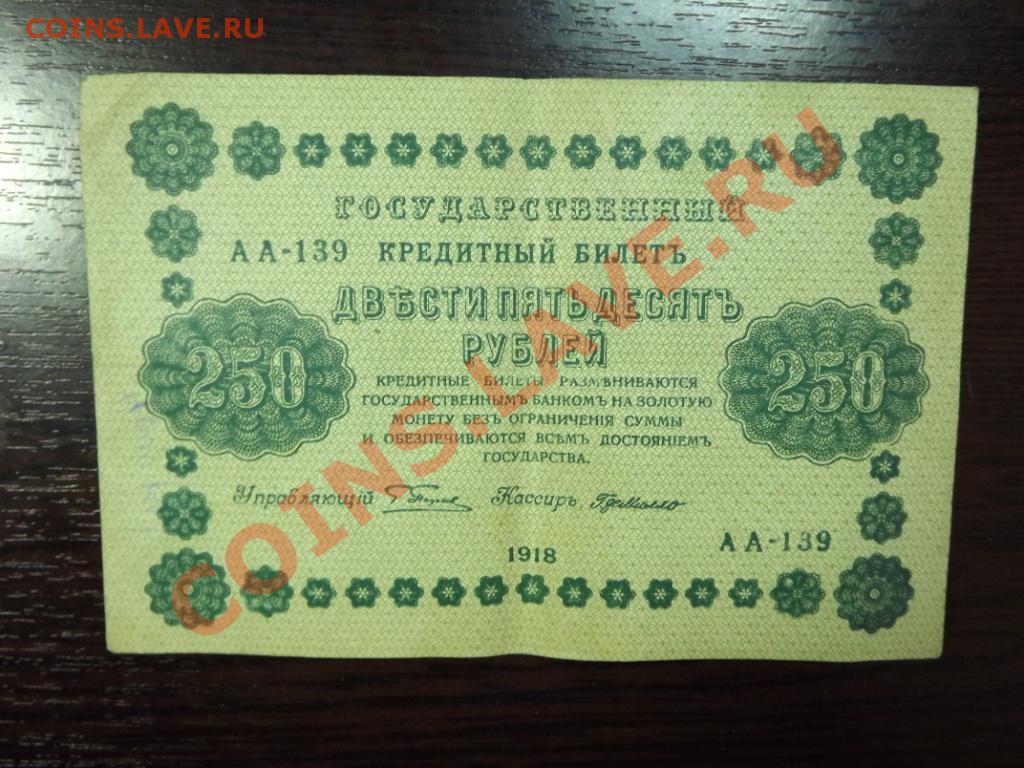 COINS.LAVE.RU
ГОСУДАРСТВЕННЫЙ
АА-139 КРЕДИТНЫЙ БИЛЕТЪ
ДВѢСТИ ПЯТЬДЕСЯТЪ
РУБЛЕЙ
250 250
КРЕДИТНЫЕ БИЛЕТЫ РАЗМѢНИВАЮТСЯ
ГОСУДАРСТВЕННЫМЪ БАНКОМЪ НА ЗОЛОТУЮ
МОНЕТУ БЕЗЪ ОГРАНИЧЕНІЯ СУММЫ
И ОБЕЗПЕЧИВАЮТСЯ ВСѢМЪ ДОСТОЯНІЕМЪ
ГОСУДАРСТВА.
Управляющій Кассиръ
1918
АА-139
COINS.LAVE.RU